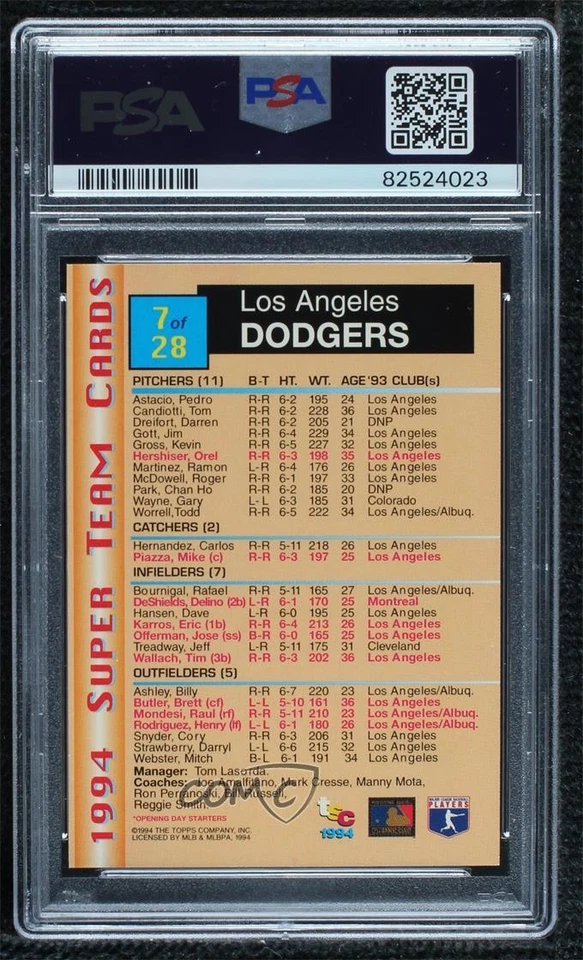 PSA
PSA
82524023
1994 SUPER TEAM CARDS
7 of
28
Los Angeles
DODGERS
PITCHERS (11) B-T HT. WT. AGE '93 CLUB(s)
Astacio, Pedro R-R 6-2 195 24 Los Angeles
Candiotti, Tom R-R 6-2 228 36 Los Angeles
Dreifort, Darren R-R 6-2 205 21 DNP
Gott, Jim R-R 6-4 229 34 Los Angeles
Gross, Kevin R-R 6-5 227 32 Los Angeles
Hershiser, Orel R-R 6-3 198 35 Los Angeles
Martinez, Ramon L-R 6-4 176 26 Los Angeles
McDowell, Roger R-R 6-1 197 33 Los Angeles
Park, Chan Ho R-R 6-2 185 20 DNP
Wayne, Gary L-L 6-3 185 31 Colorado
Worrell,Todd R-R 6-5 222 34 Los Angeles/Albuq.
CATCHERS (2)
Hernandez, Carlos R-R 5-11 218 26 Los Angeles
Piazza, Mike (c) R-R 6-3 197 25 Los Angeles
INFIELDERS (7)
Bournigal, Rafael R-R 5-11 165 27 Los Angeles/Albuq.
DeShields, Delino (2b) L-R 6-1 170 25 Montreal
Hansen, Dave L-R 6-0 195 25 Los Angeles
Karros, Eric (1b) R-R 6-4 213 26 Los Angeles
Offerman, Jose (ss) B-R 6-0 165 25 Los Angeles
Treadway, Jeff L-R 5-11 175 31 Cleveland
Wallach, Tim (3b) R-R 6-3 202 36 Los Angeles
OUTFIELDERS (5)
Ashley, Billy R-R 6-7 220 23 Los Angeles/Albuq.
Butler, Brett (cf) L-L 5-10 161 36 Los Angeles
Mondesi, Raul (rf) R-R 5-11 210 23 Los Angeles/Albuq.
Rodriguez, Henry (lf) L-L 6-1 180 26 Los Angeles/Albuq.
Snyder, Cory R-R 6-3 206 31 Los Angeles
Strawberry, Darryl L-L 6-6 215 32 Los Angeles
Webster, Mitch B-L 6-1 191 34 Los Angeles
Manager: Tom Lasorda.
Coaches: Joe Amalfitano, Mark Cresse, Manny Mota,
Ron Perranoski, Bill Russell,
Reggie Smith.
COMC
*OPENING DAY STARTERS
©1994 THE TOPPS COMPANY, INC.
LICENSED BY MLB & MLBPA, 1994
tsc
1994
MAJOR LEAGUE BASEBALL
PLAYERS